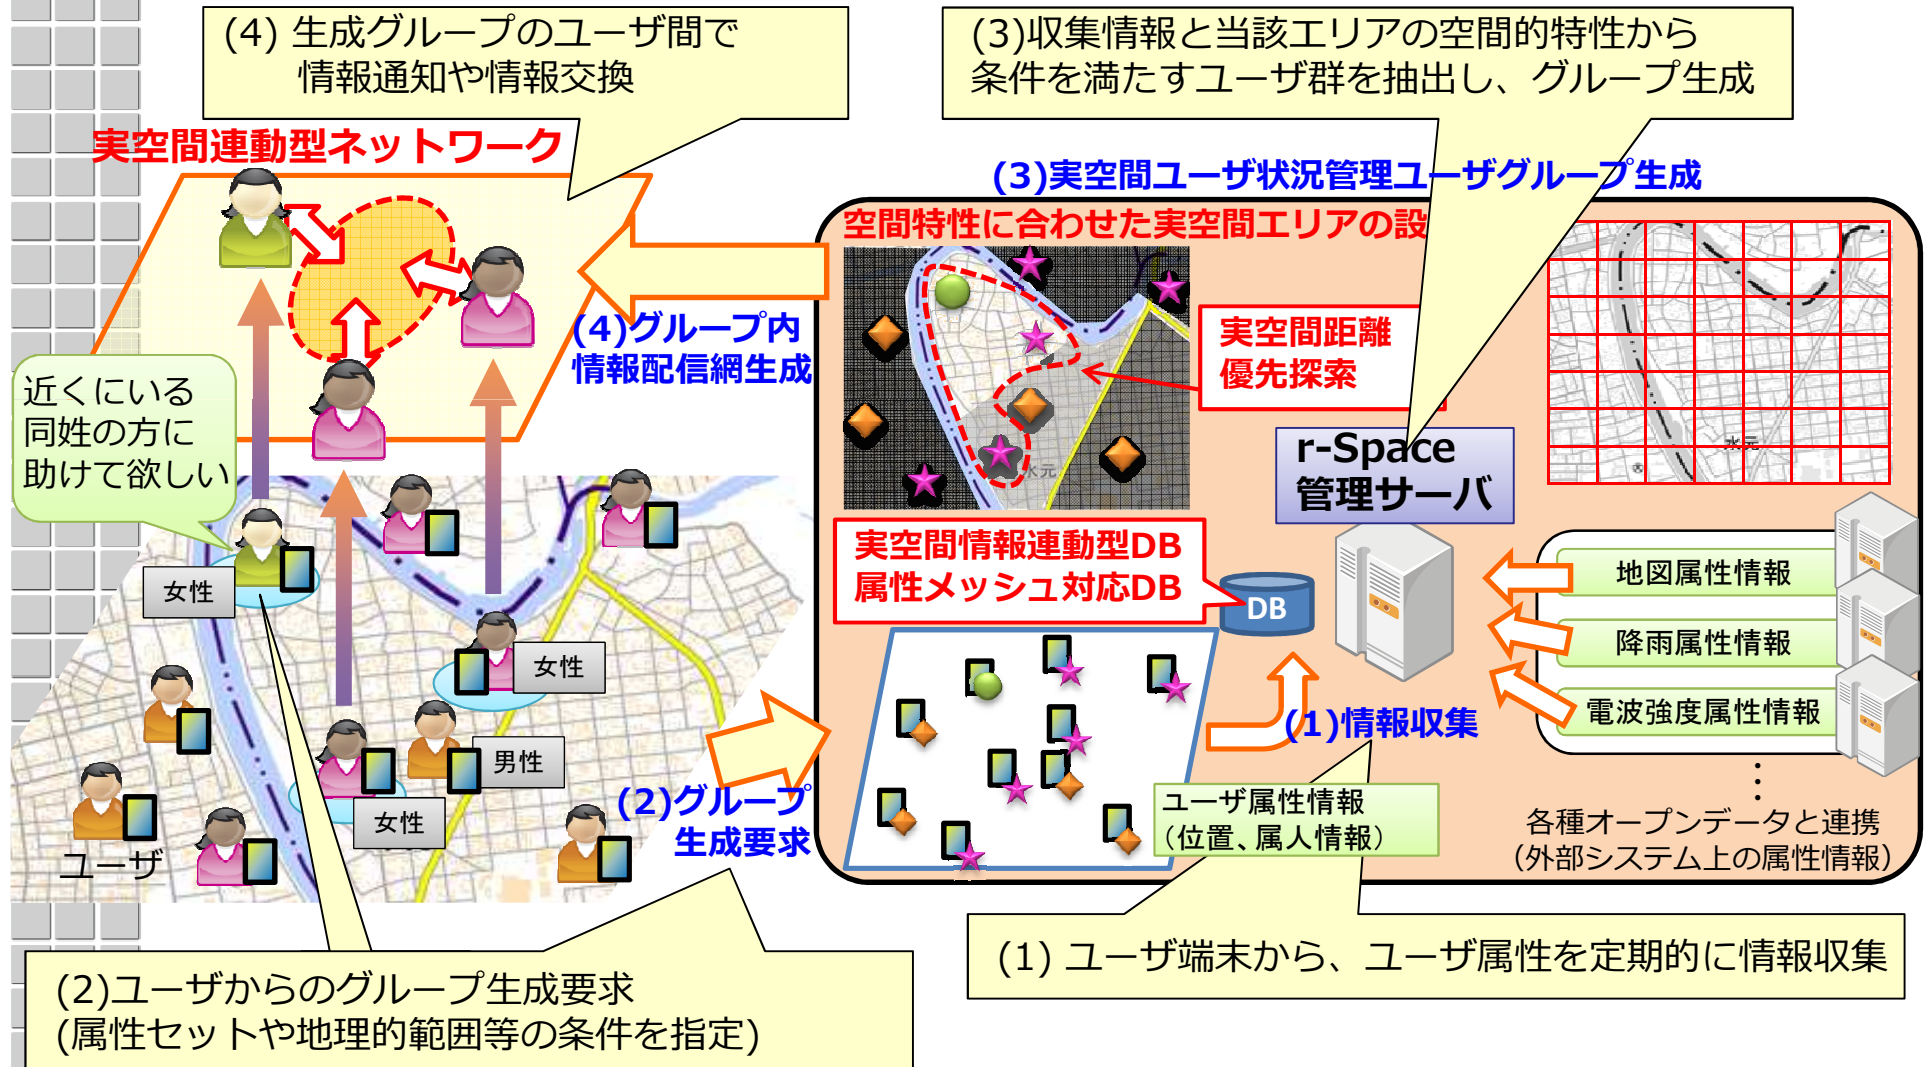 (4) 生成グループのユーザ間で
情報通知や情報交換
(3)収集情報と当該エリアの空間的特性から
条件を満たすユーザ群を抽出し、グループ生成
実空間連動型ネットワーク
(3)実空間ユーザ状況管理ユーザグループ生成
空間特性に合わせた実空間エリアの設
(4)グループ内
情報配信網生成
実空間距離
優先探索
近くにいる
同姓の方に
助けて欲しい
r-Space
管理サーバ
水元
水元
実空間情報連動型DB
属性メッシュ対応DB
DB
地図属性情報
降雨属性情報
電波強度属性情報
女性
女性
男性
女性
ユーザ
(1)情報収集
(2)グループ
生成要求
ユーザ属性情報
（位置、属人情報）
各種オープンデータと連携
（外部システム上の属性情報）
(1) ユーザ端末から、ユーザ属性を定期的に情報収集
(2)ユーザからのグループ生成要求
(属性セットや地理的範囲等の条件を指定)